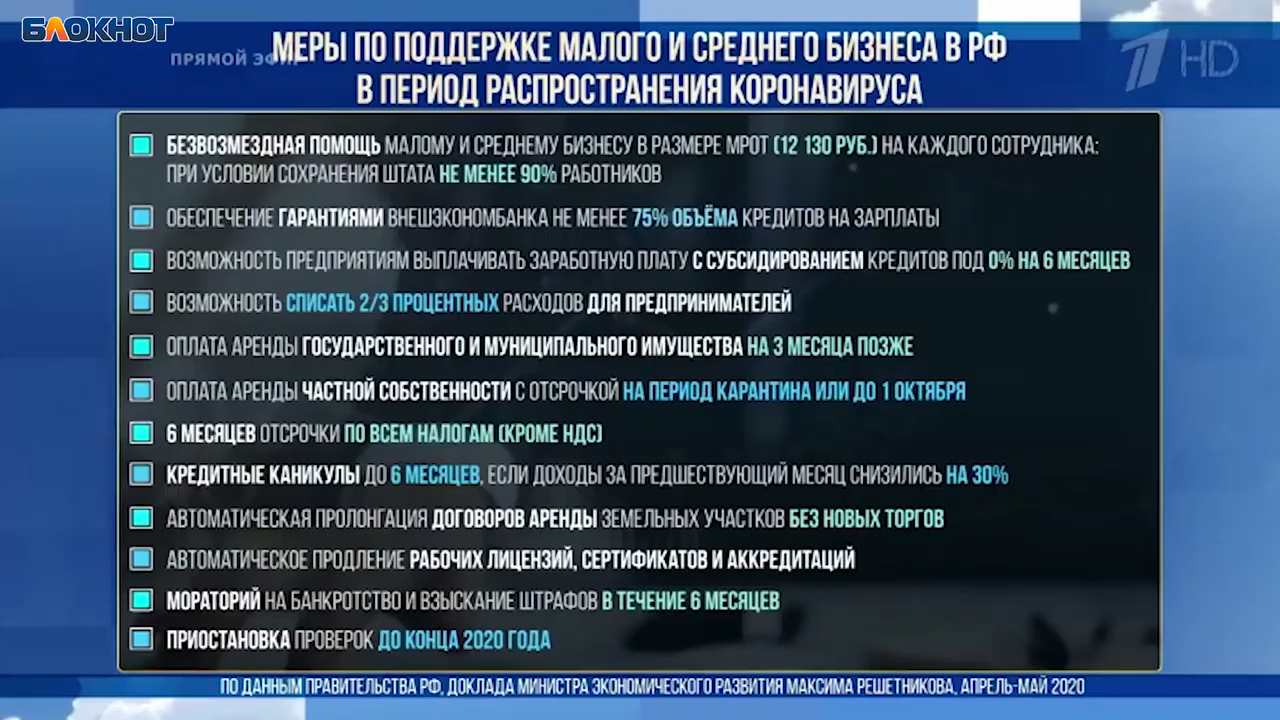 БЛОКНОТ
ПРЯМОЙ
МЕРЫ ПО ПОДДЕРЖКЕ МАЛОГО И СРЕДНЕГО БИЗНЕСА В РФ
В ПЕРИОД РАСПРОСТРАНЕНИЯ КОРОНАВИРУСА
1 HD
БЕЗВОЗМЕЗДНАЯ ПОМОЩЬ МАЛОМУ И СРЕДНЕМУ БИЗНЕСУ В РАЗМЕРЕ МРОТ (12 130 РУБ.) НА КАЖДОГО СОТРУДНИКА:
ПРИ УСЛОВИИ СОХРАНЕНИЯ ШТАТА НЕ МЕНЕЕ 90% РАБОТНИКОВ
ОБЕСПЕЧЕНИЕ ГАРАНТИЯМИ ВНЕШЭКОНОМБАНКА НЕ МЕНЕЕ 75% ОБЪЁМА КРЕДИТОВ НА ЗАРПЛАТЫ
ВОЗМОЖНОСТЬ ПРЕДПРИЯТИЯМ ВЫПЛАЧИВАТЬ ЗАРАБОТНУЮ ПЛАТУ С СУБСИДИРОВАНИЕМ КРЕДИТОВ ПОД 0% НА 6 МЕСЯЦЕВ
ВОЗМОЖНОСТЬ СПИСАТЬ 2/3 ПРОЦЕНТНЫХ РАСХОДОВ ДЛЯ ПРЕДПРИНИМАТЕЛЕЙ
ОПЛАТА АРЕНДЫ ГОСУДАРСТВЕННОГО И МУНИЦИПАЛЬНОГО ИМУЩЕСТВА НА 3 МЕСЯЦА ПОЗЖЕ
ОПЛАТА АРЕНДЫ ЧАСТНОЙ СОБСТВЕННОСТИ С ОТСРОЧКОЙ НА ПЕРИОД КАРАНТИНА ИЛИ ДО 1 ОКТЯБРЯ
6 МЕСЯЦЕВ ОТСРОЧКИ ПО ВСЕМ НАЛОГАМ (КРОМЕ НДС)
КРЕДИТНЫЕ КАНИКУЛЫ ДО 6 МЕСЯЦЕВ, ЕСЛИ ДОХОДЫ ЗА ПРЕДШЕСТВУЮЩИЙ МЕСЯЦ СНИЗИЛИСЬ НА 30%
АВТОМАТИЧЕСКАЯ ПРОЛОНГАЦИЯ ДОГОВОРОВ АРЕНДЫ ЗЕМЕЛЬНЫХ УЧАСТКОВ БЕЗ НОВЫХ ТОРГОВ
АВТОМАТИЧЕСКОЕ ПРОДЛЕНИЕ РАБОЧИХ ЛИЦЕНЗИЙ, СЕРТИФИКАТОВ И АККРЕДИТАЦИЙ
МОРАТОРИЙ НА БАНКРОТСТВО И ВЗЫСКАНИЕ ШТРАФОВ В ТЕЧЕНИЕ 6 МЕСЯЦЕВ
ПРИОСТАНОВКА ПРОВЕРОК ДО КОНЦА 2020 ГОДА
ПО ДАННЫМ ПРАВИТЕЛЬСТВА РФ, ДОКЛАДА МИНИСТРА ЭКОНОМИЧЕСКОГО РАЗВИТИЯ МАКСИМА РЕШЕТНИКОВА, АПРЕЛЬ-МАЙ 2020